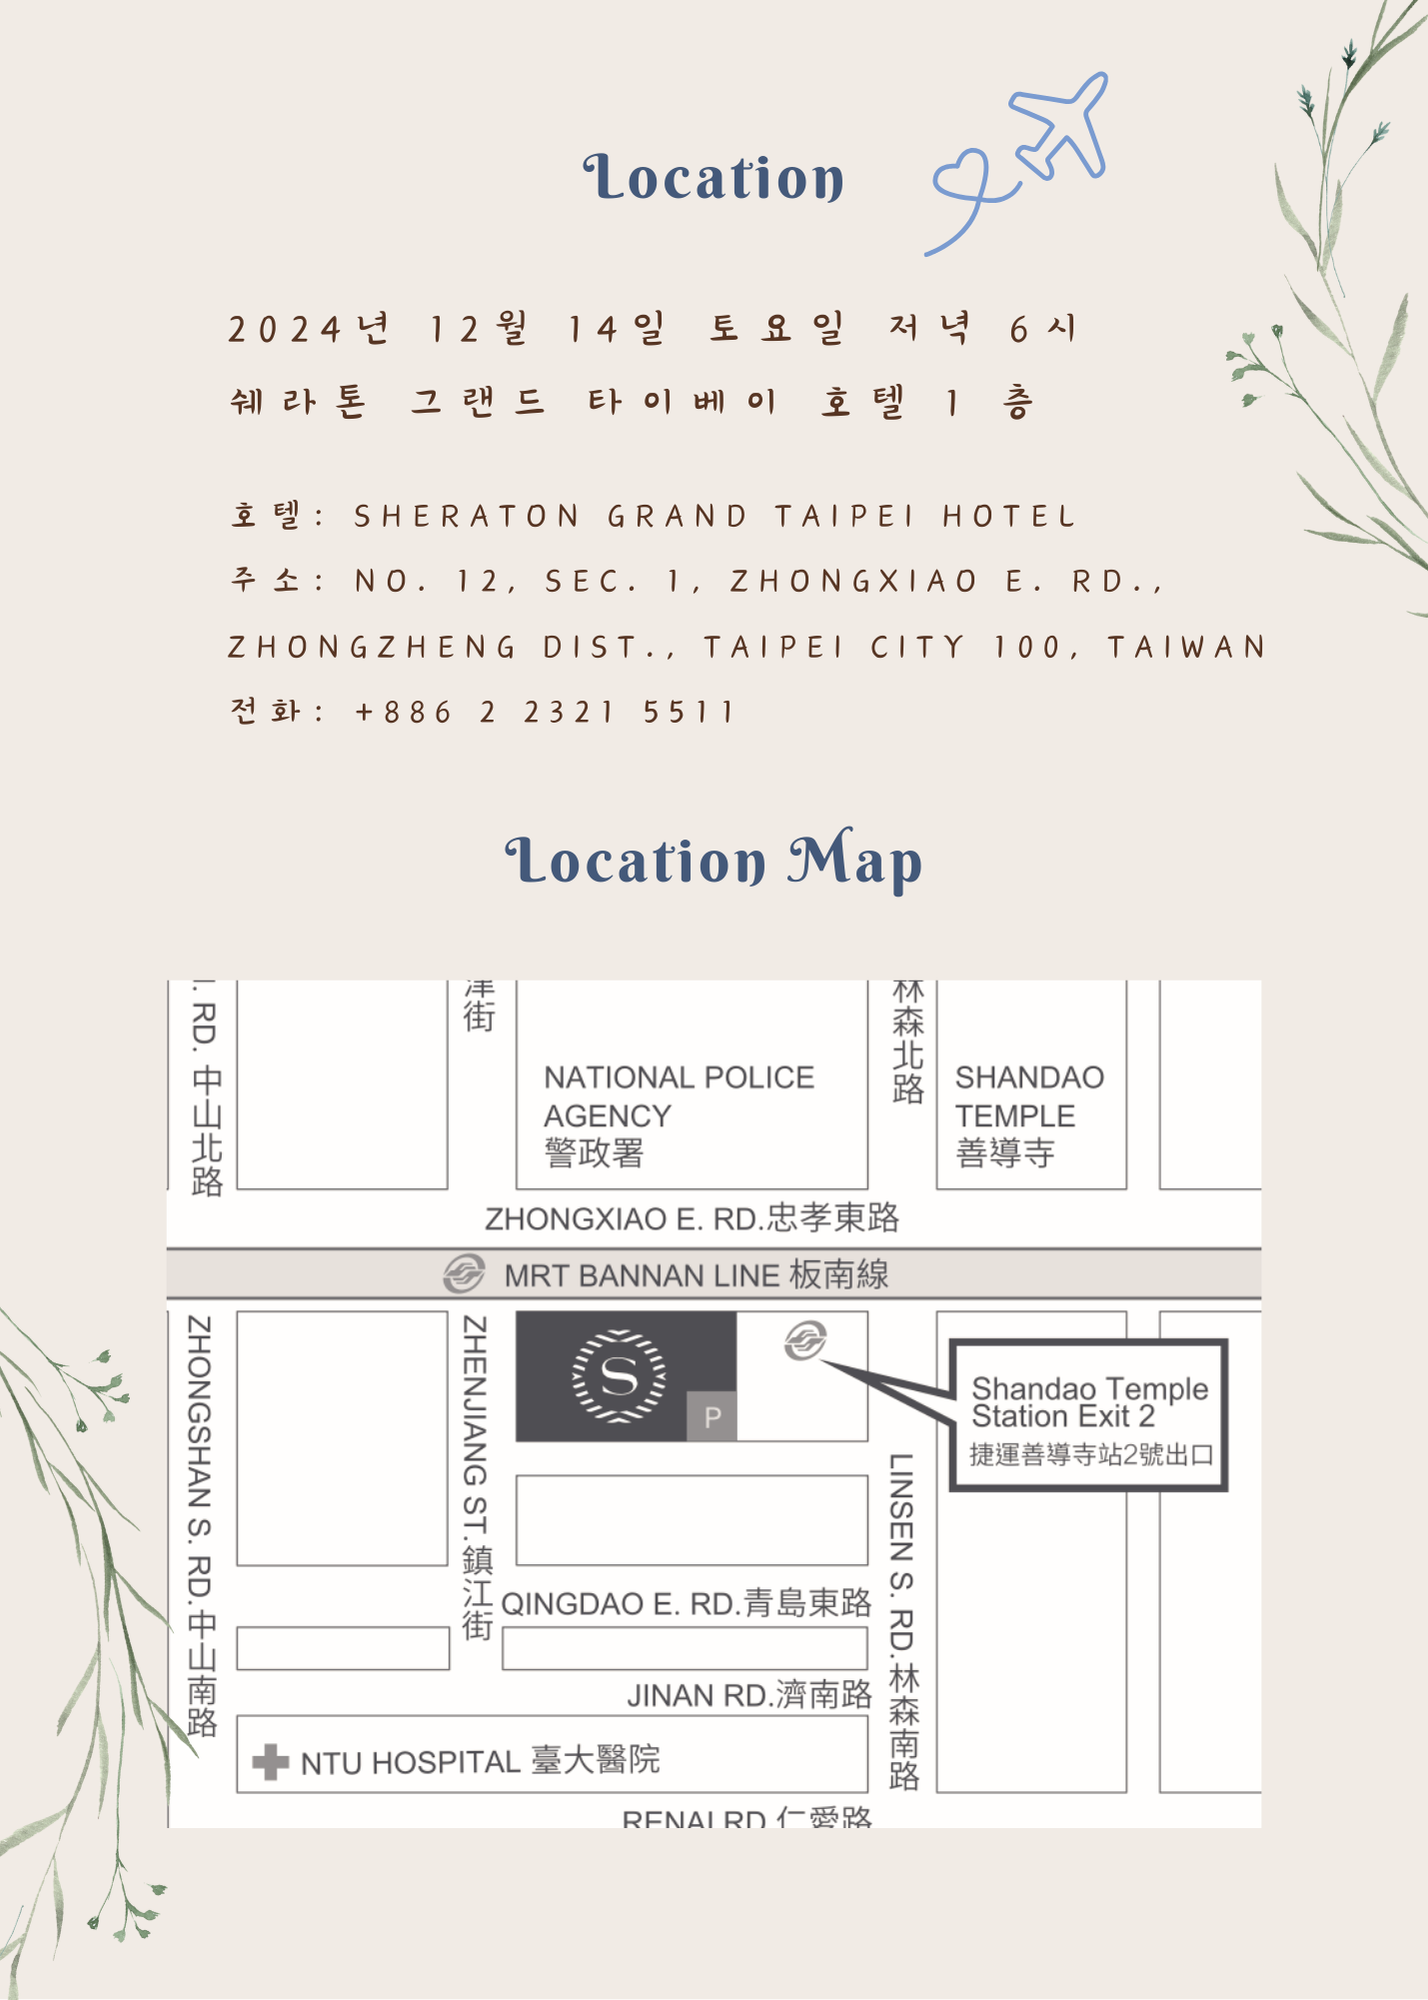 Location
2024년 12월 14일 토요일 저녁 6시
쉐라톤 그랜드 타이베이 호텔 1 층
호텔: SHERATON GRAND TAIPEI HOTEL
주소: NO. 12, SEC. 1, ZHONGXIAO E. RD.,
ZHONGZHENG DIST., TAIPEI CITY 100, TAIWAN
전화: +886 2 2321 5511
Location Map
RD. 中山北路
津街
林森北路
NATIONAL POLICE
AGENCY
警政署
SHANDAO
TEMPLE
善導寺
ZHONGXIAO E. RD.忠孝東路
MRT BANNAN LINE 板南線
ZHONGSHAN S. RD.中山南路
ZHENJIANG ST.鎮江街
S
P
Shandao Temple
Station Exit 2
捷運善導寺站2號出口
LINSEN S. RD.林森南路
QINGDAO E. RD.青島東路
JINAN RD.濟南路
NTU HOSPITAL 臺大醫院
RENAI RD 仁愛路